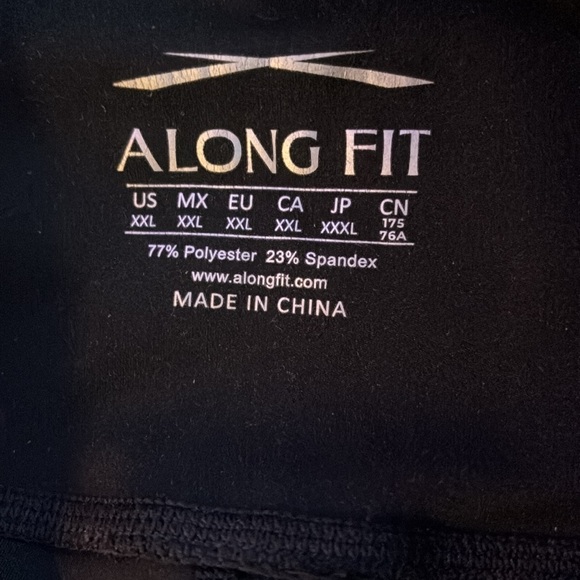 ALONG FIT
US MX EU CA JP CN
XXL XXL XXL XXL XXXL 175
76A
77% Polyester 23% Spandex
www.alongfit.com
MADE IN CHINA